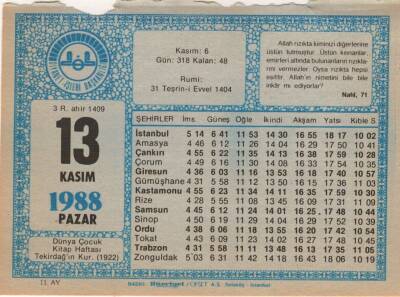 Kasım: 6
Gün: 318 Kalan: 48
Rumi:
31 Teşrin-i Evvel 1404
Allah rızıkta kiminizi diğerlerine
üstün tutmuştur. Üstün kılınanlar,
emirleri altında bulunanların rızıkla-
rını vermezler. Oysa rızıkta hepsi
eşittir. Allah'ın nimetini bile bile
inkâr mı ediyorlar?
Nahl, 71
3 R. ahir 1409
13
KASIM
1988
PAZAR
Dünya Çocuk
Kitap Haftası
Tekirdağ'ın Kur. (1922)
11. AY
ŞEHİRLER İms. Güneş Öğle İkindi Akşam Yatsı Kıble S.
İstanbul 5 14 6 41 11 53 14 30 16 55 18 17 10 02
Amasya 4 46 6 12 11 27 14 05 16 31 17 52 10 41
Çankırı 4 55 6 22 11 35 14 13 16 38 17 59 10 28
Çorum 4 49 6 16 11 30 14 08 16 33 17 54 10 35
Giresun 4 36 6 03 11 16 13 53 16 18 17 40 10 57
Gümüşhane 4 31 5 58 11 12 13 50 16 15 17 36 11 03
Kastamonu 4 55 6 23 11 34 14 11 16 35 17 59 10 30
Rize 4 28 5 55 11 08 13 45 16 10 17 32 11 09
Samsun 4 45 6 12 11 24 14 01 16 25 17 48 10 44
Sinop 4 50 6 19 11 29 14 04 16 29 17 52 10 39
Ordu 4 38 6 06 11 18 13 55 16 20 17 42 10 54
Tokat 4 43 6 09 11 23 14 02 16 27 17 48 10 45
Trabzon 4 31 5 58 11 11 13 48 16 13 17 35 11 05
Zonguldak 5 03 6 31 11 42 14 18 16 43 18 06 10 19